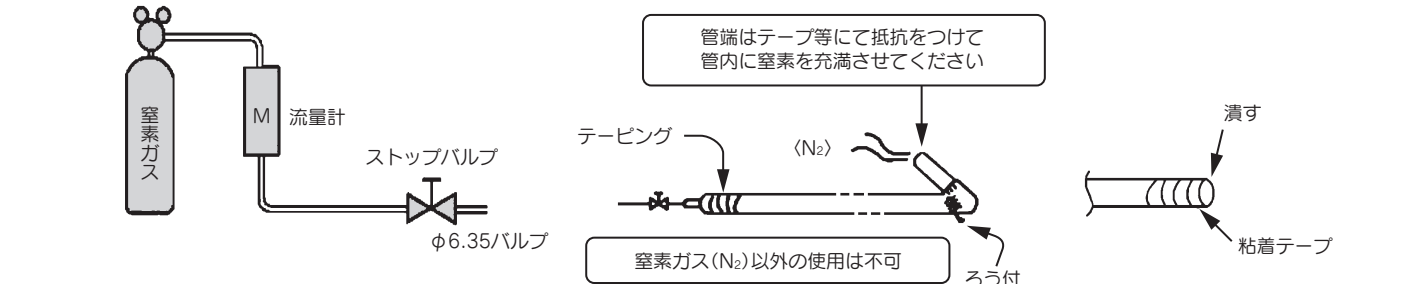 窒素ガス
M
流量計
ストップバルブ
φ6.35バルブ
管端はテープ等にて抵抗をつけて
管内に窒素を充満させてください
テーピング
〈N₂〉
窒素ガス(N₂)以外の使用は不可
ろう付
潰す
粘着テープ